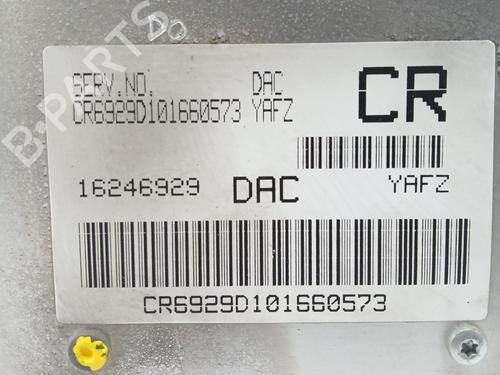 SERV.NO. DAC
CR6929D101660573 YAFZ
CR
16246929 DAC YAFZ
CR6929D101660573
B-PARTS